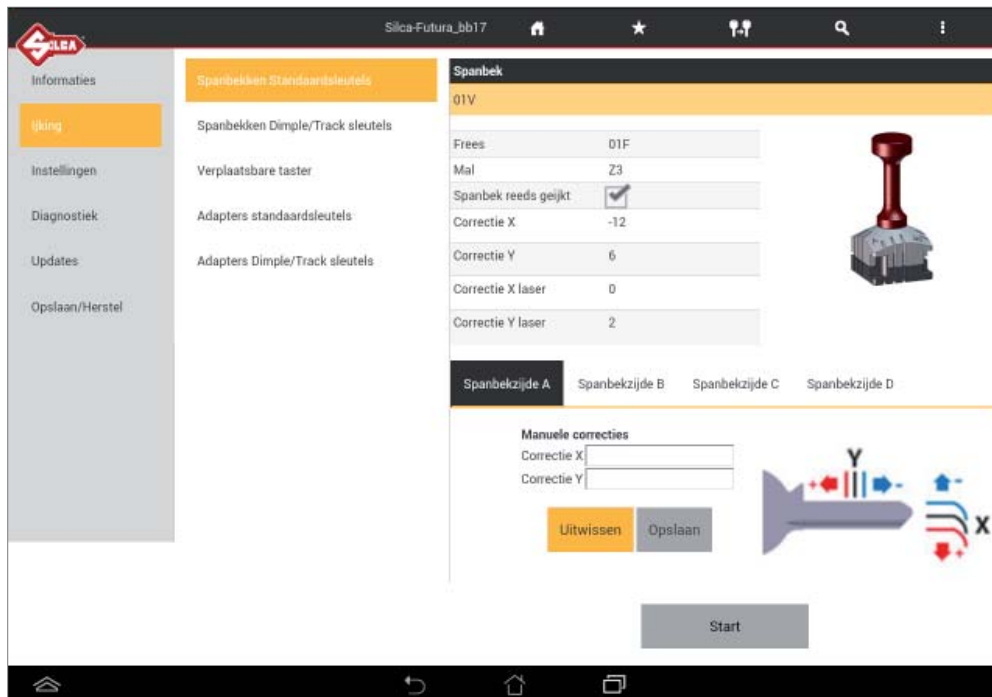 Silca-Futura_bb17
SILCA
Informaties
Ijking
Instellingen
Diagnostiek
Updates
Opslaan/Herstel
Spanbekken Standaardsleutels
Spanbekken Dimple/Track sleutels
Verplaatsbare taster
Adapters standaardsleutels
Adapters Dimple/Track sleutels
Spanbek
01V
Frees 01F
Mal Z3
Spanbek reeds geijkt
Correctie X -12
Correctie Y 6
Correctie X laser 0
Correctie Y laser 2
Spanbekzijde A Spanbekzijde B Spanbekzijde C Spanbekzijde D
Manuele correcties
Correctie X
Correctie Y
Uitwissen Opslaan
Y
+ -
-
X
+
Start